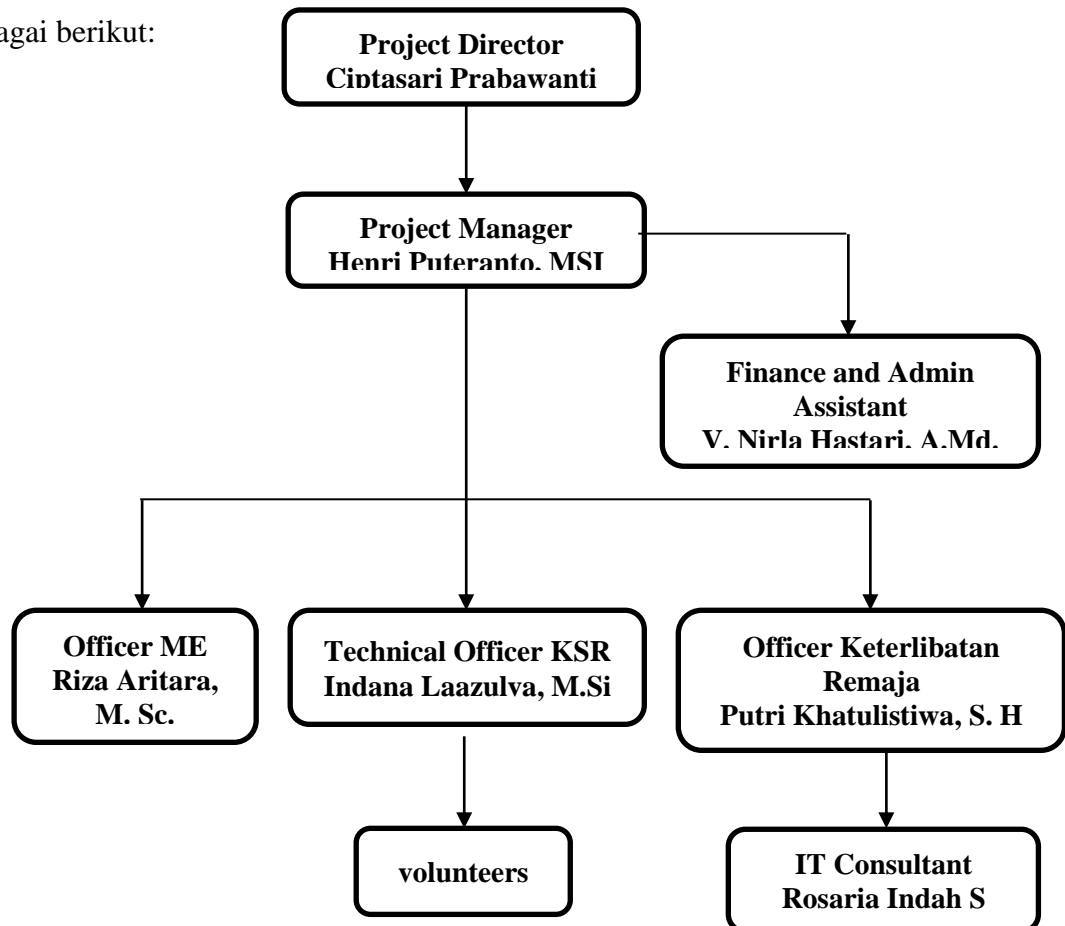 agai berikut:
Project Director
Ciptasari Prabawanti
Project Manager
Henri Puteranto, MSI
Finance and Admin
Assistant
V. Nirla Hastari, A.Md.
Officer ME
Riza Aritara,
M. Sc.
Technical Officer KSR
Indana Laazulva, M.Si
Officer Keterlibatan
Remaja
Putri Khatulistiwa, S. H
volunteers
IT Consultant
Rosaria Indah S